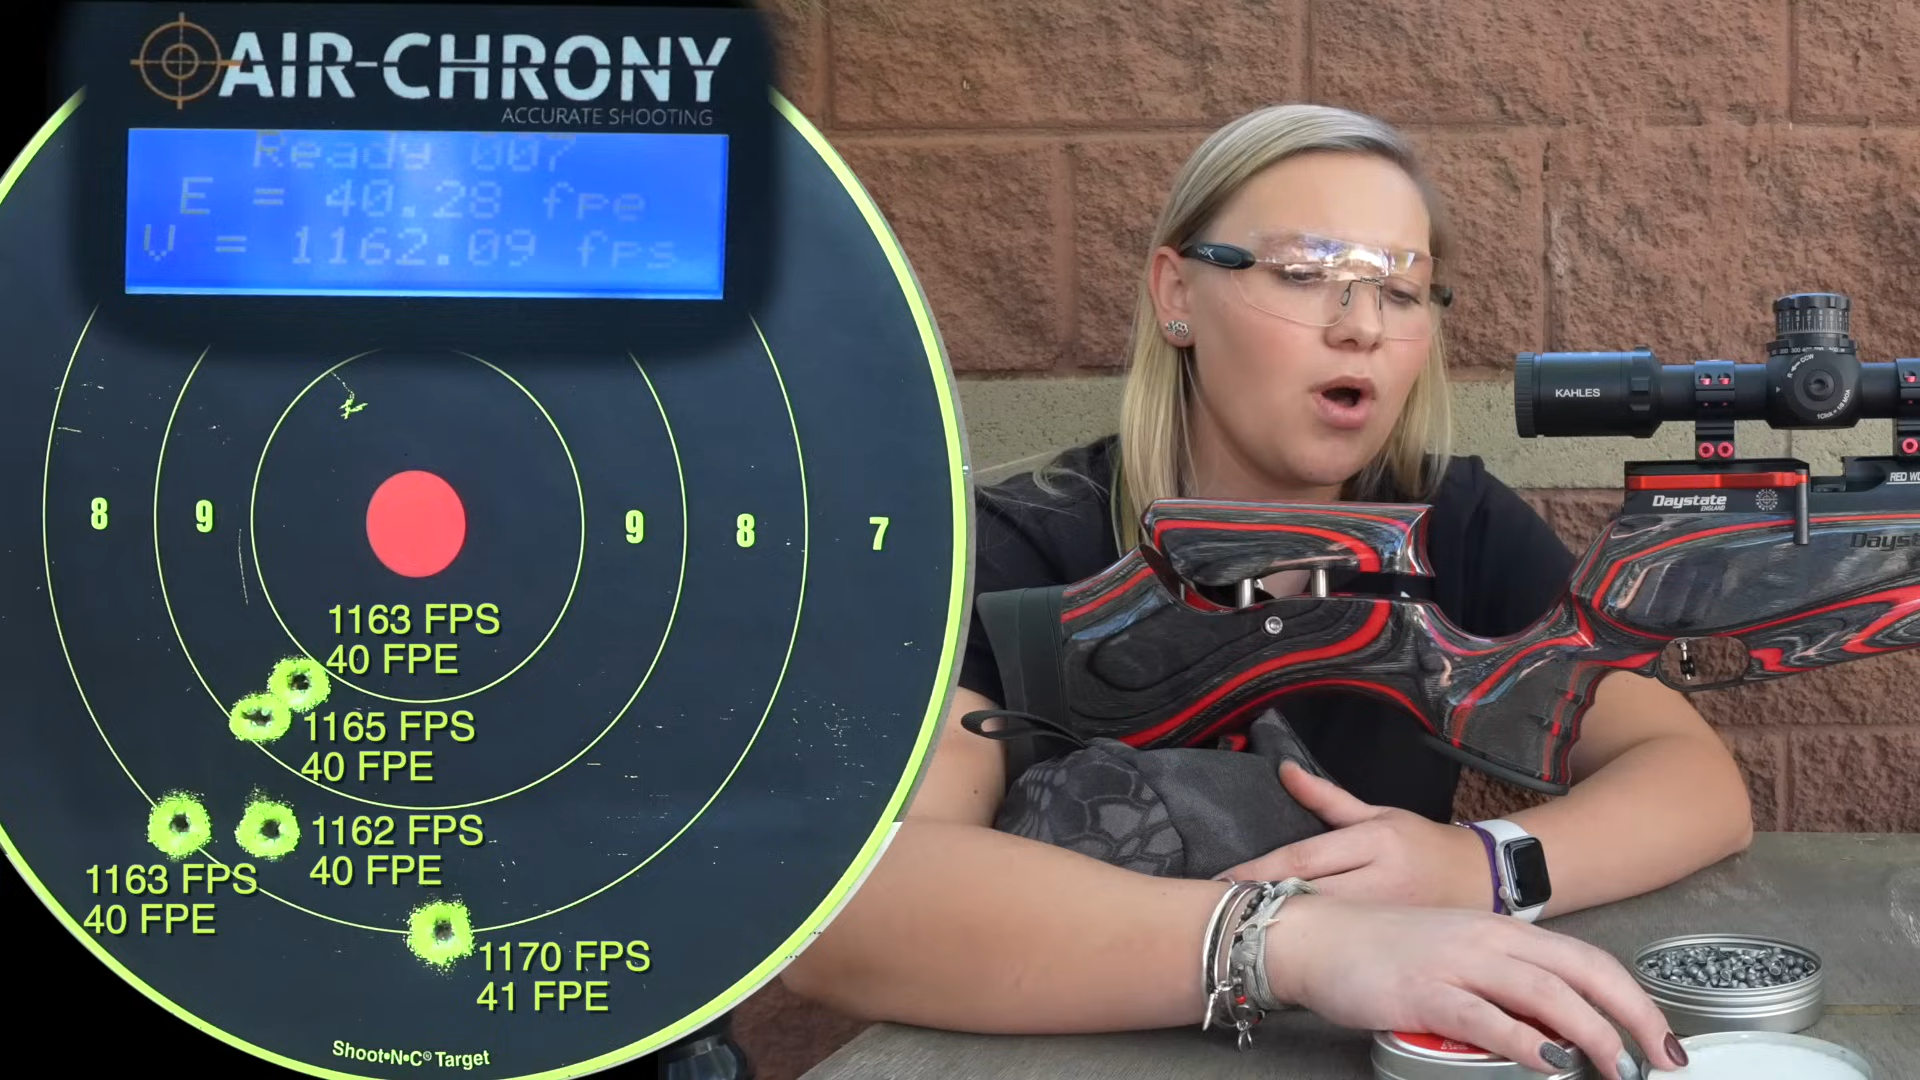 AIR-CHRONY
ACCURATE SHOOTING
Ready 007
E = 40.28 fpe
V = 1162.09 fps
8
9
9
8
7
1163 FPS
40 FPE
1165 FPS
40 FPE
1162 FPS
40 FPE
1163 FPS
40 FPE
1170 FPS
41 FPE
Shoot•N•C® Target
KAHLES
Daystate
ENGLAND
RED